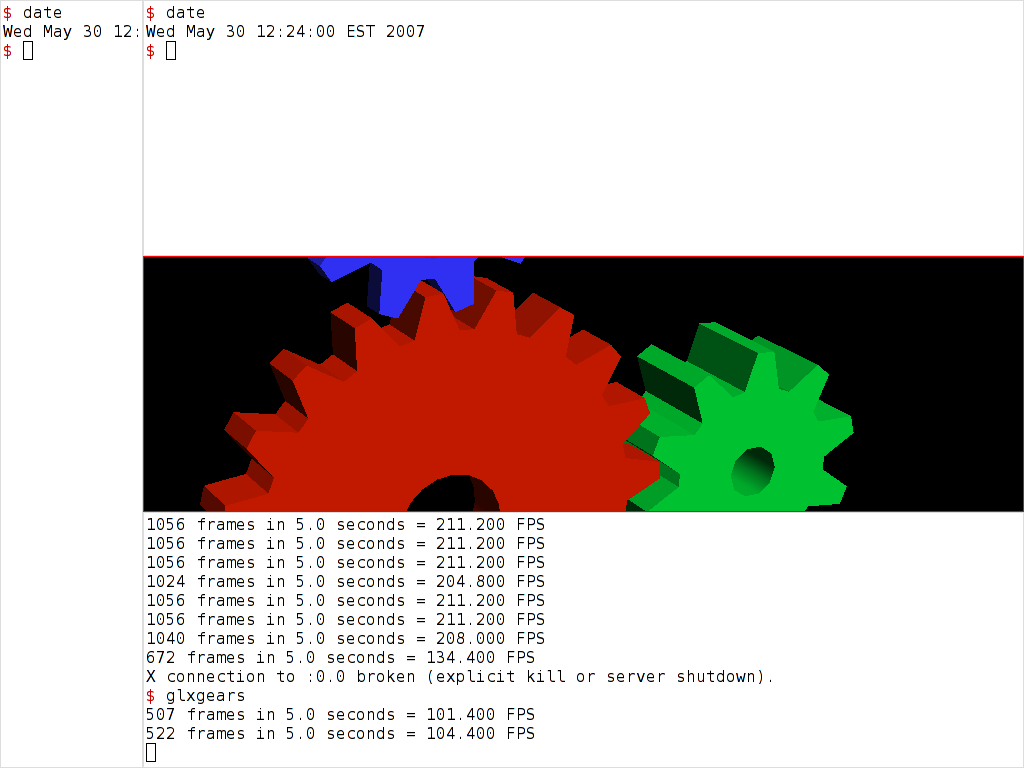 $ date
Wed May 30 12:
$
$ date
Wed May 30 12:24:00 EST 2007
$
1056 frames in 5.0 seconds = 211.200 FPS
1056 frames in 5.0 seconds = 211.200 FPS
1056 frames in 5.0 seconds = 211.200 FPS
1024 frames in 5.0 seconds = 204.800 FPS
1056 frames in 5.0 seconds = 211.200 FPS
1056 frames in 5.0 seconds = 211.200 FPS
1040 frames in 5.0 seconds = 208.000 FPS
672 frames in 5.0 seconds = 134.400 FPS
X connection to :0.0 broken (explicit kill or server shutdown).
$ glxgears
507 frames in 5.0 seconds = 101.400 FPS
522 frames in 5.0 seconds = 104.400 FPS